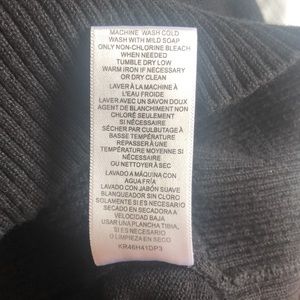 MACHINE WASH COLD
WASH WITH MILD SOAP
ONLY NON-CHLORINE BLEACH
WHEN NEEDED
TUMBLE DRY LOW
WARM IRON IF NECESSARY
OR DRY CLEAN
LAVER À LA MACHINE À
L'EAU FROIDE
LAVER AVEC UN SAVON DOUX
AGENT DE BLANCHIMENT NON
CHLORÉ SEULEMENT
SI NÉCESSAIRE
SÉCHER PAR CULBUTAGE À
BASSE TEMPÉRATURE
REPASSER À UNE
TEMPÉRATURE MOYENNE SI
NÉCESSAIRE
OU NETTOYER À SEC
LAVADO A MÁQUINA CON
AGUA FRÍA
LAVADO CON JABÓN SUAVE
BLANQUEADOR SIN CLORO
SOLAMENTE SI ES NECESARIO
SECADO EN SECADORA A
VELOCIDAD BAJA
USAR UNA PLANCHA TIBIA,
SI ES NECESARIO
O LIMPIEZA EN SECO
KR46H41DP3